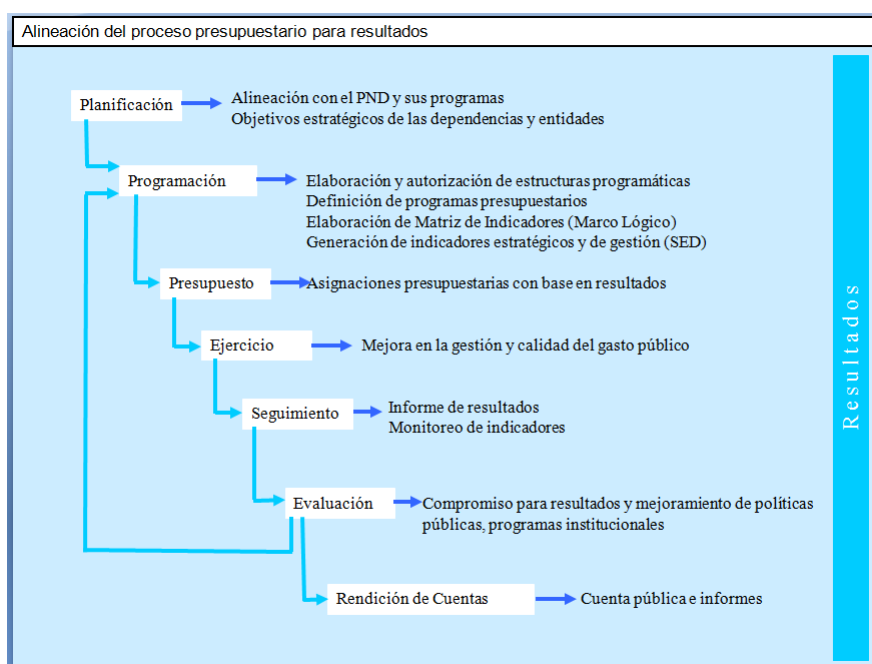 Alineación del proceso presupuestario para resultados
Planificación
Alineación con el PND y sus programas
Objetivos estratégicos de las dependencias y entidades
Programación
Elaboración y autorización de estructuras programáticas
Definición de programas presupuestarios
Elaboración de Matriz de Indicadores (Marco Lógico)
Generación de indicadores estratégicos y de gestión (SED)
Presupuesto
Asignaciones presupuestarias con base en resultados
Ejercicio
Mejora en la gestión y calidad del gasto público
Seguimiento
Informe de resultados
Monitoreo de indicadores
Evaluación
Compromiso para resultados y mejoramiento de políticas
públicas, programas institucionales
Rendición de Cuentas
Cuenta pública e informes
Resultados